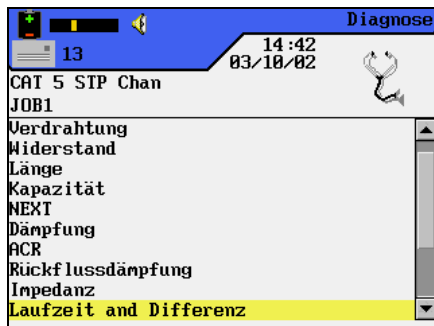 Diagnose
13
14:42
03/10/02
CAT 5 STP Chan
JOB1
Verdrahtung
Widerstand
Länge
Kapazität
NEXT
Dämpfung
ACR
Rückflussdämpfung
Impedanz
Laufzeit and Differenz